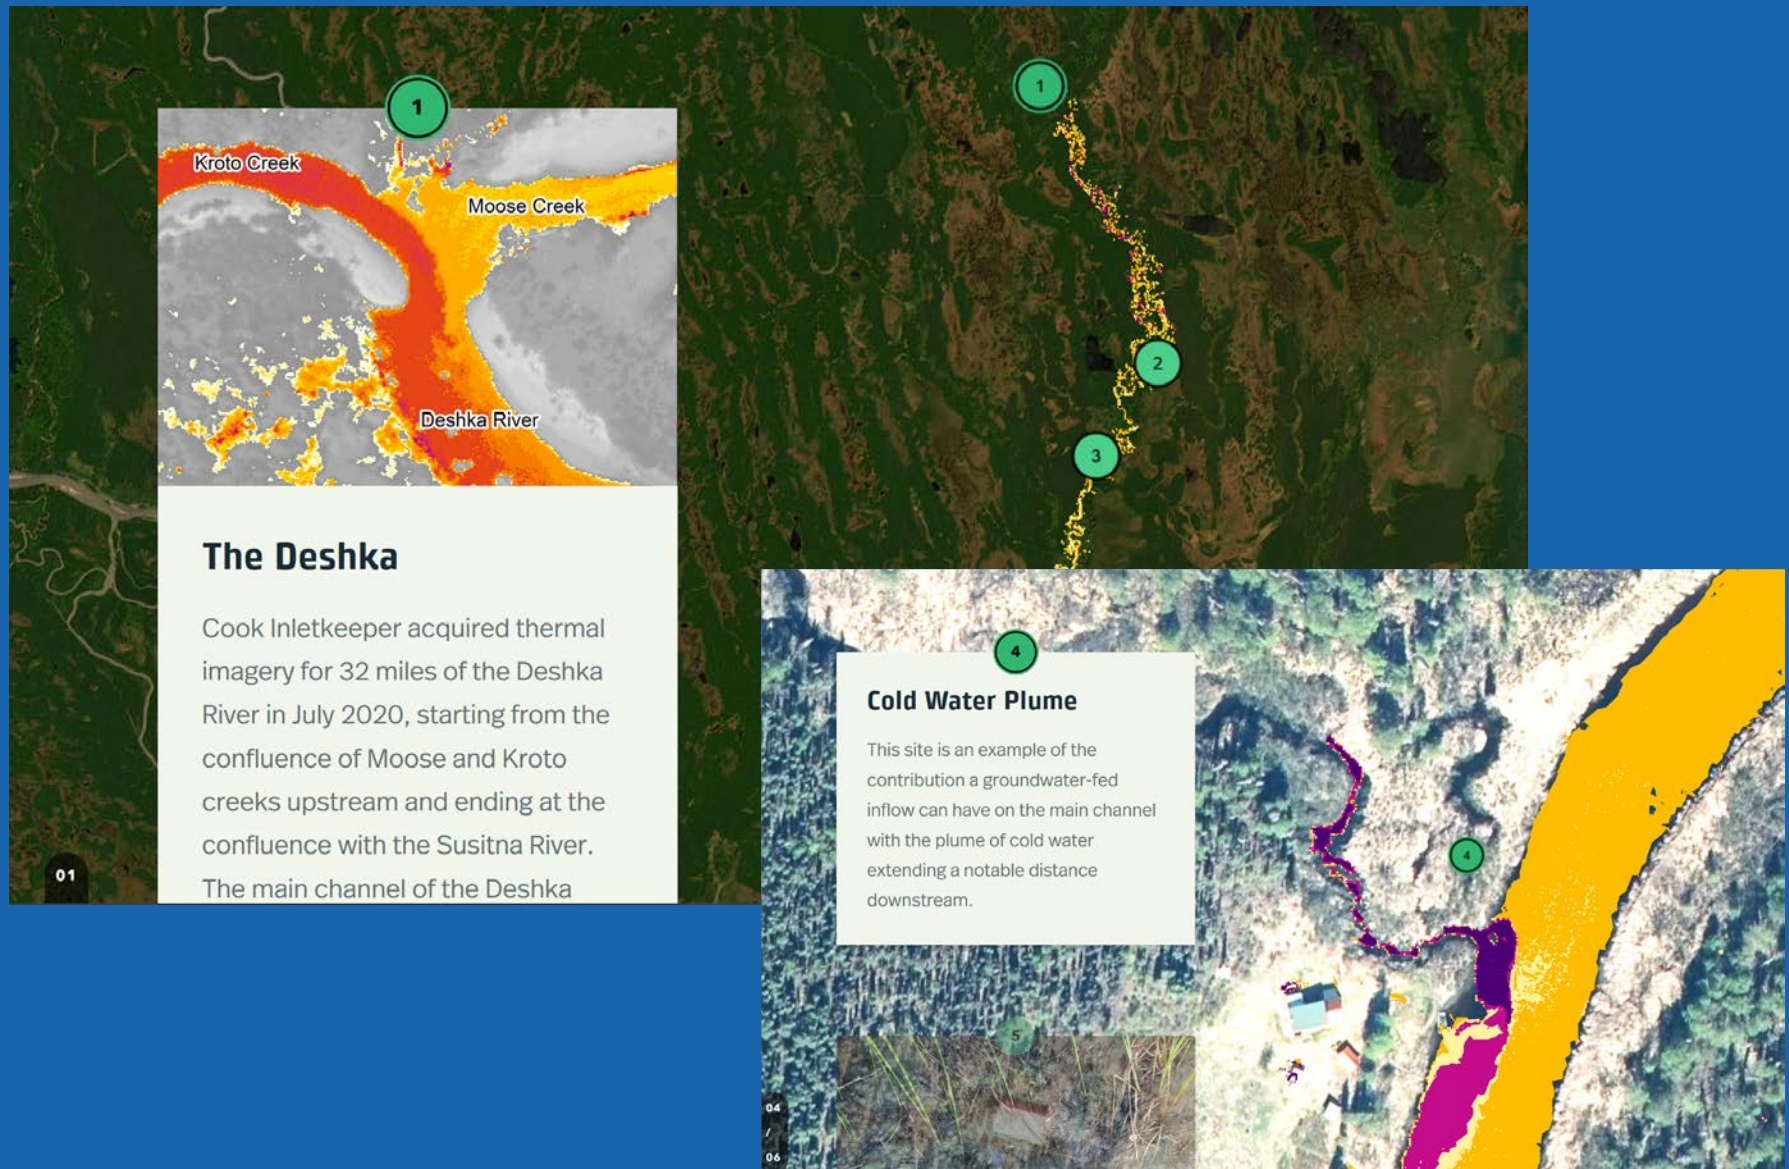 1
Kroto Creek
Moose Creek
Deshka River
The Deshka
Cook Inletkeeper acquired thermal
imagery for 32 miles of the Deshka
River in July 2020, starting from the
confluence of Moose and Kroto
creeks upstream and ending at the
confluence with the Susitna River.
The main channel of the Deshka
01
1
2
3
4
Cold Water Plume
This site is an example of the
contribution a groundwater-fed
inflow can have on the main channel
with the plume of cold water
extending a notable distance
downstream.
4
5
04
/
06